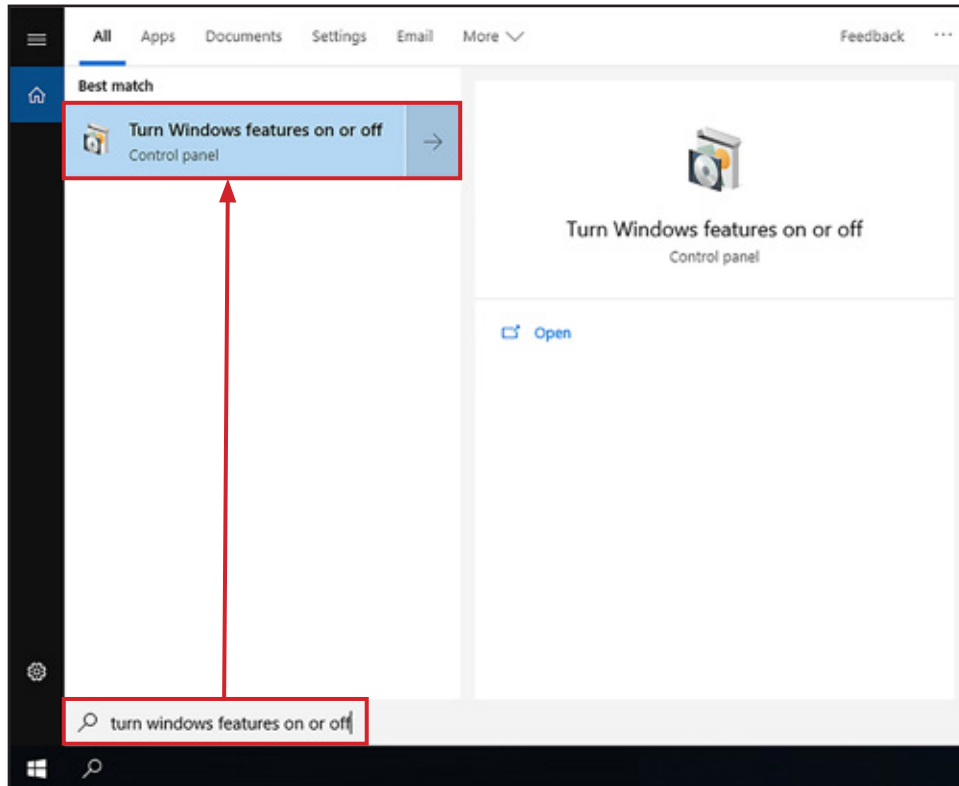 All Apps Documents Settings Email More Feedback ...
Best match
Turn Windows features on or off
Control panel
Turn Windows features on or off
Control panel
Open
turn windows features on or off